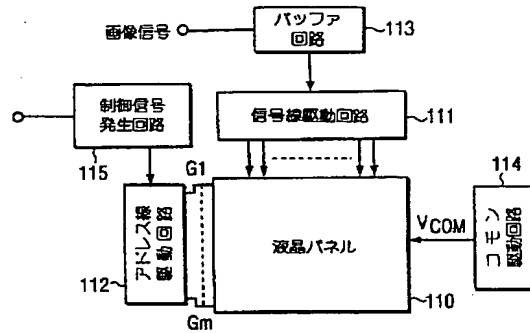 画像信号
バッファ
回路
113
制御信号
発生回路
115
信号線駆動回路
111
114
G1
アドレス線
駆動回路
112
液晶パネル
VCOM
コモン
駆動回路
Gm
110